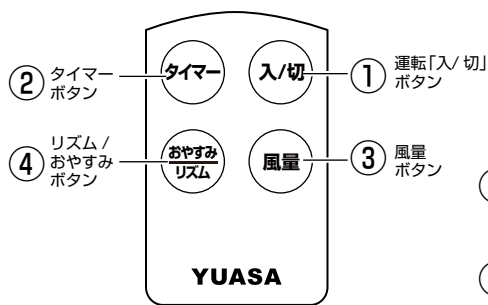 ② タイマー
ボタン
タイマー
入/切
① 運転「入/切」
ボタン
④ リズム /
おやすみ
ボタン
おやすみ
リズム
風量
③ 風量
ボタン
YUASA